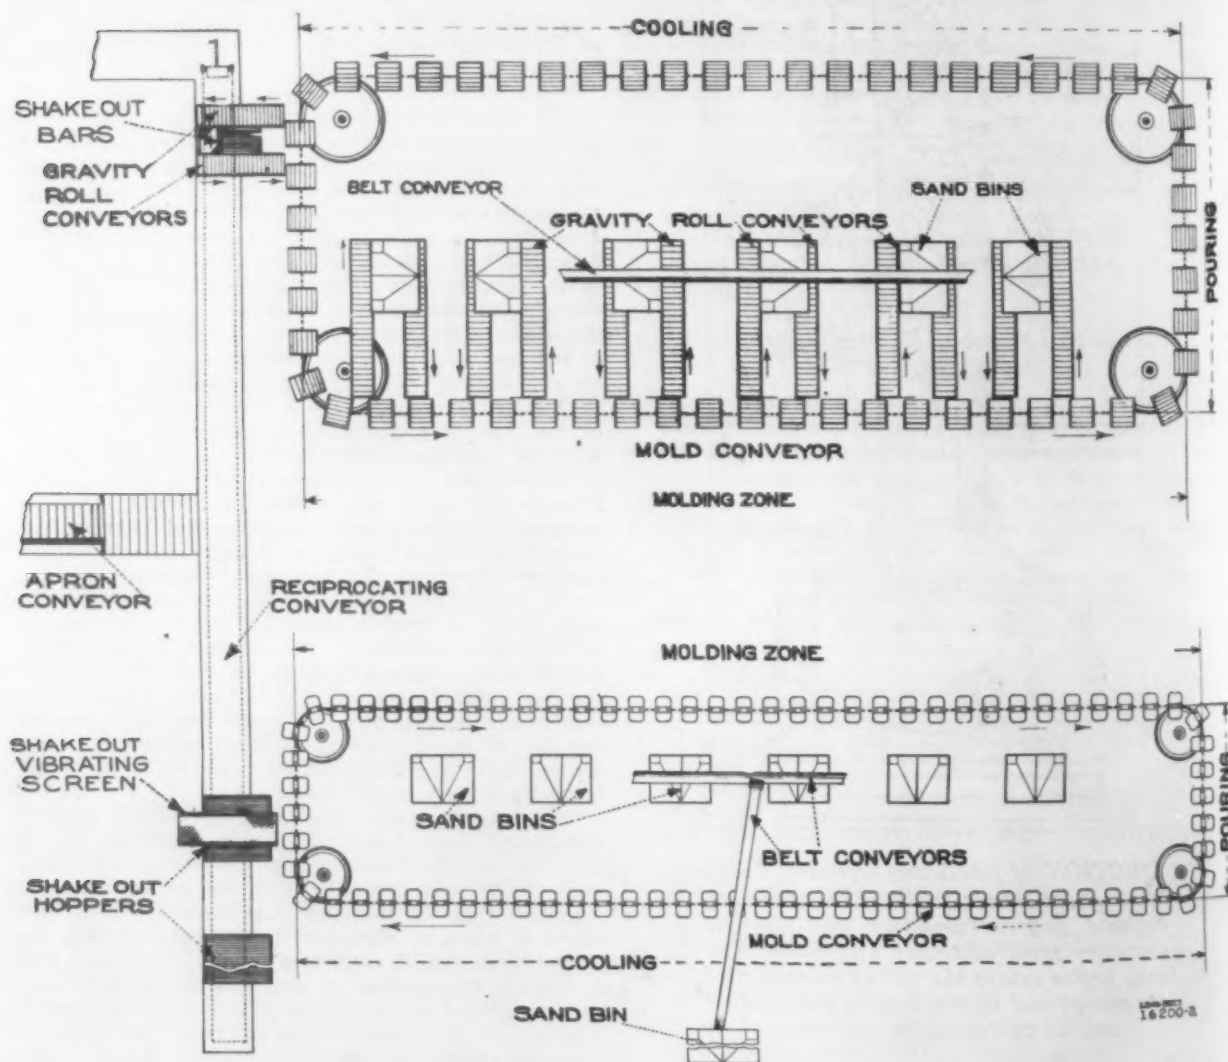 COOLING
SHAKE OUT
BARS
GRAVITY
ROLL
CONVEYORS
BELT CONVEYOR
SAND BINS
GRAVITY ROLL CONVEYORS
POURING
MOLD CONVEYOR
MOLDING ZONE
APRON
CONVEYOR
RECIPROCATING
CONVEYOR
MOLDING ZONE
SHAKE OUT
VIBRATING
SCREEN
SAND BINS
POURING
BELT CONVEYORS
SHAKE OUT
HOPPERS
MOLD CONVEYOR
COOLING
SAND BIN
16200-a